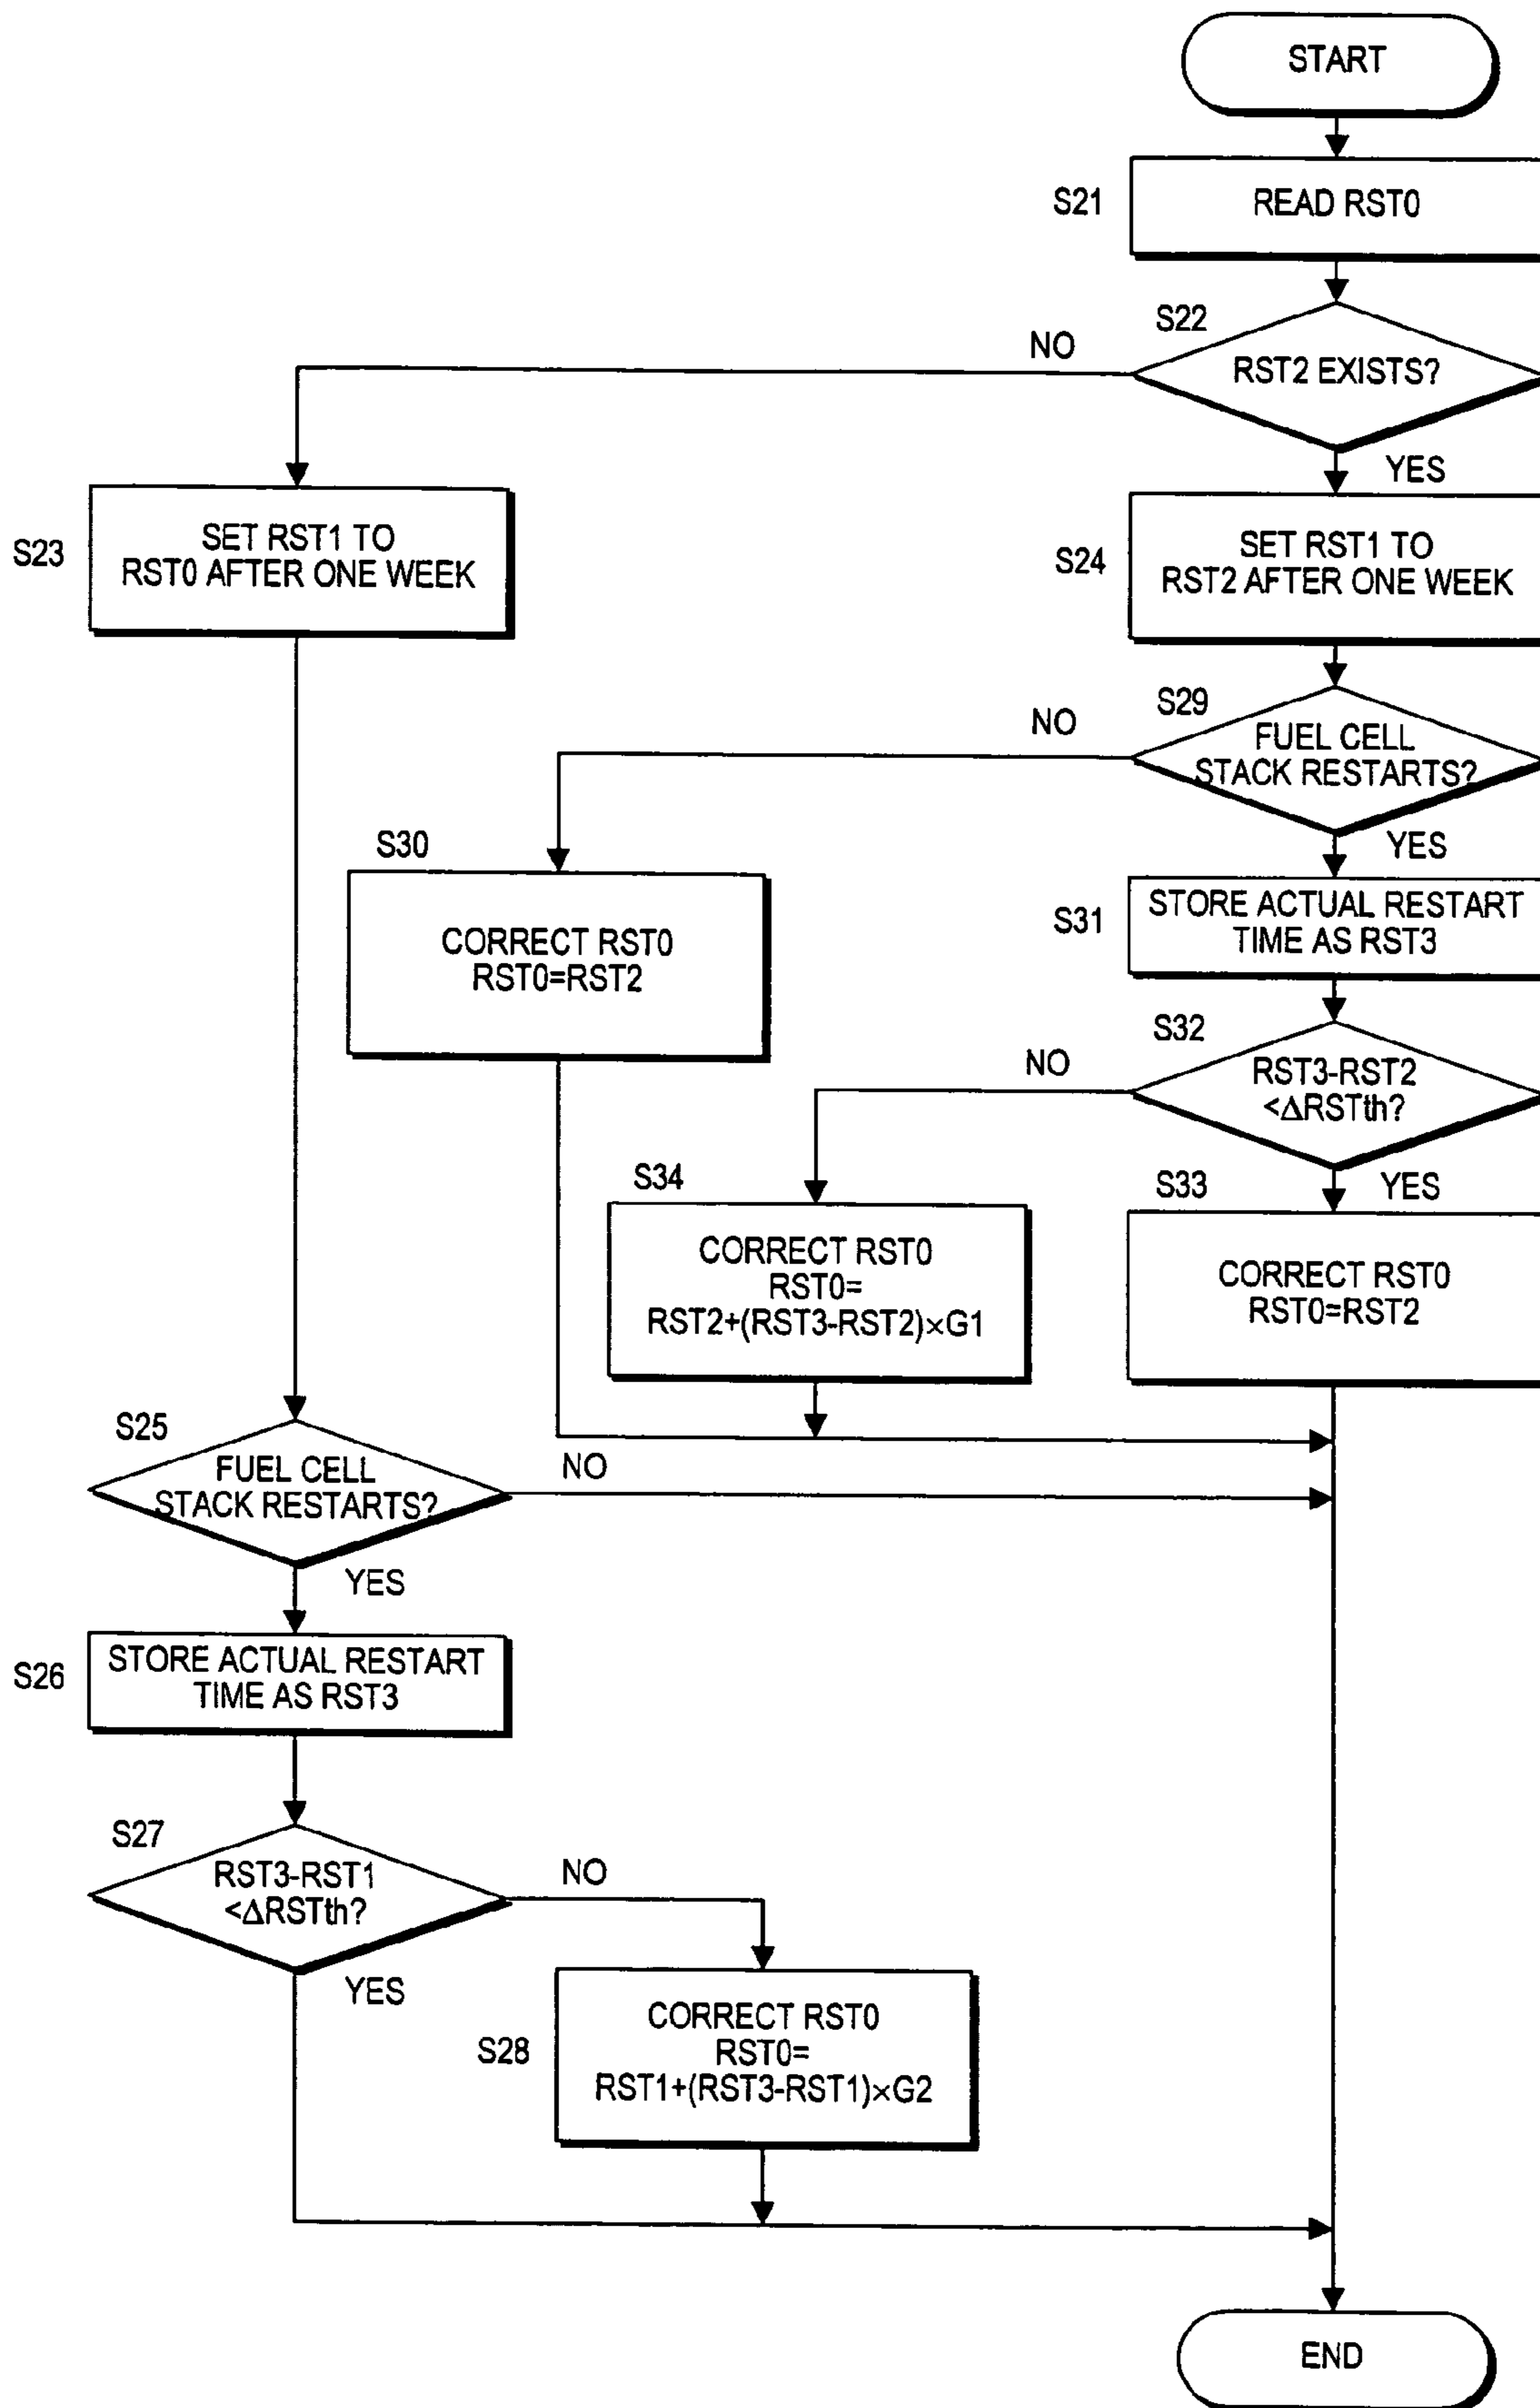 START
S21
READ RST0
S22
RST2 EXISTS?
NO
YES
S23
SET RST1 TO
RST0 AFTER ONE WEEK
S24
SET RST1 TO
RST2 AFTER ONE WEEK
S29
FUEL CELL
STACK RESTARTS?
NO
YES
S30
CORRECT RST0
RST0=RST2
S31
STORE ACTUAL RESTART
TIME AS RST3
S32
RST3-RST2
<ΔRSTth?
NO
YES
S34
CORRECT RST0
RST0=
RST2+(RST3-RST2)×G1
S33
CORRECT RST0
RST0=RST2
S25
FUEL CELL
STACK RESTARTS?
NO
YES
S26
STORE ACTUAL RESTART
TIME AS RST3
S27
RST3-RST1
<ΔRSTth?
NO
YES
S28
CORRECT RST0
RST0=
RST1+(RST3-RST1)×G2
END